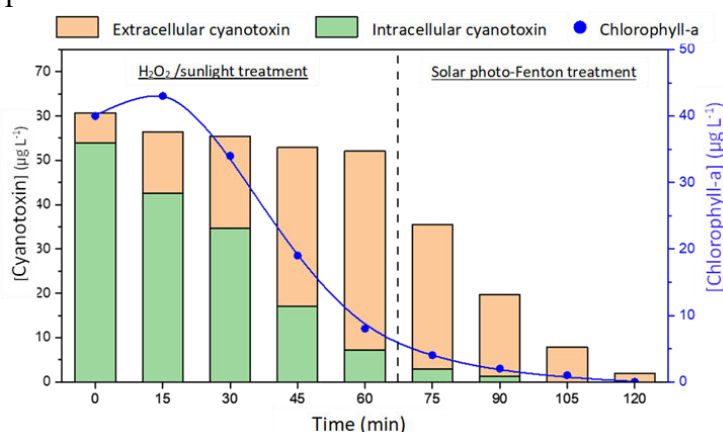 Extracellular cyanotoxin Intracellular cyanotoxin Chlorophyll-a
H₂O₂ /sunlight treatment Solar photo-Fenton treatment
[Cyanotoxin] (µg L⁻¹)
70
60
50
40
30
20
10
0
[Chlorophyll-a] (µg L⁻¹)
50
40
30
20
10
0
0 15 30 45 60 75 90 105 120
Time (min)